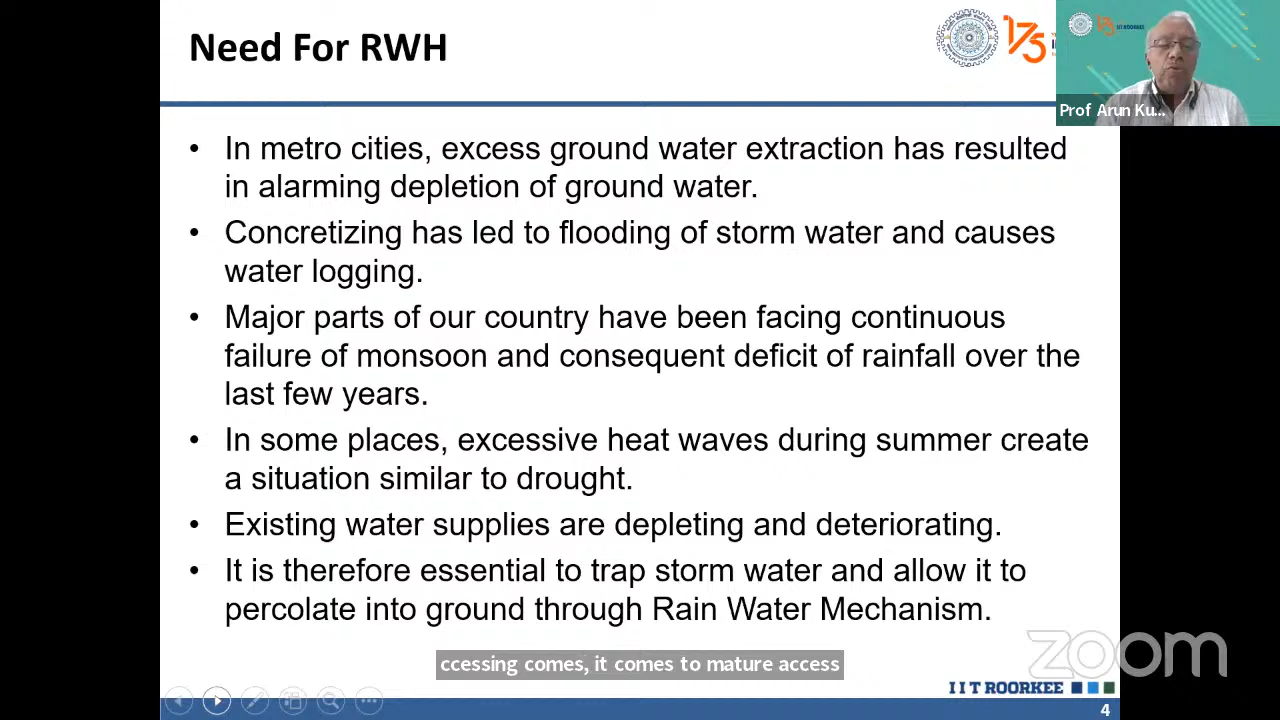 Need For RWH
175
IIT ROORKEE
Prof Arun Ku...
• In metro cities, excess ground water extraction has resulted
in alarming depletion of ground water.
• Concretizing has led to flooding of storm water and causes
water logging.
• Major parts of our country have been facing continuous
failure of monsoon and consequent deficit of rainfall over the
last few years.
• In some places, excessive heat waves during summer create
a situation similar to drought.
• Existing water supplies are depleting and deteriorating.
• It is therefore essential to trap storm water and allow it to
percolate into ground through Rain Water Mechanism.
zoom
ccessing comes, it comes to mature access
IIT ROORKEE
4